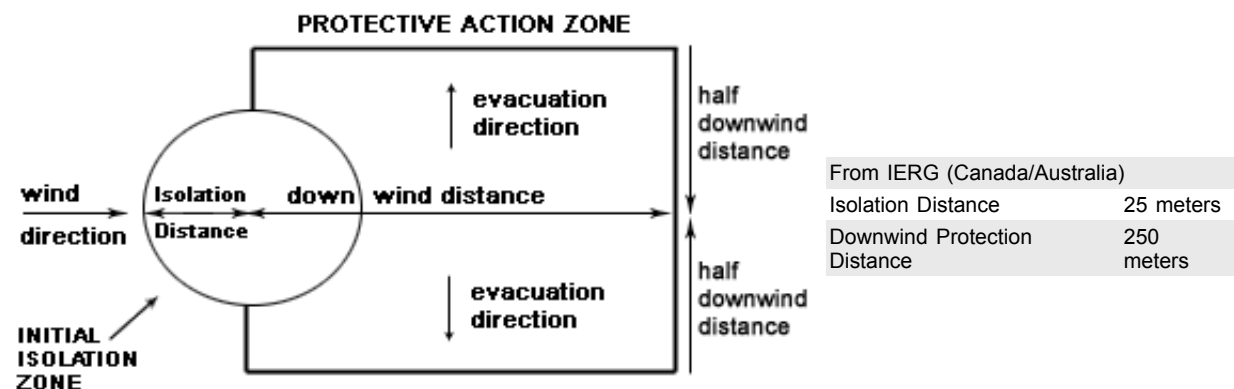 PROTECTIVE ACTION ZONE
evacuation
direction
half
downwind
distance
wind
direction
Isolation
Distance
down wind distance
evacuation
direction
half
downwind
distance
INITIAL
ISOLATION
ZONE
From IERG (Canada/Australia)
Isolation Distance 25 meters
Downwind Protection 250
Distance meters